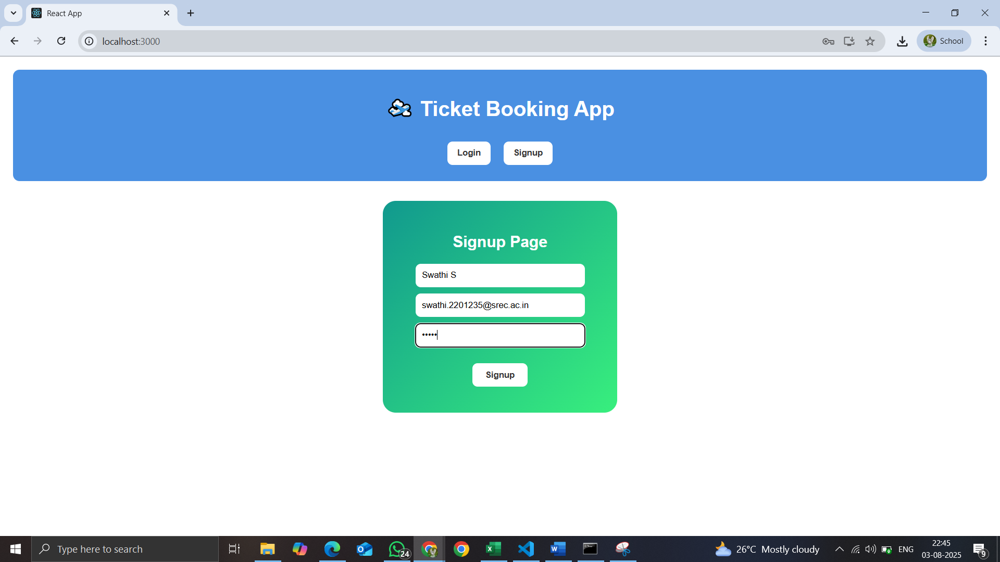 React App
localhost:3000
School
Ticket Booking App
Login
Signup
Signup Page
Swathi S
swathi.2201235@srec.ac.in
•••••
Signup
Type here to search
24
26°C Mostly cloudy
ENG
22:45
03-08-2025
9